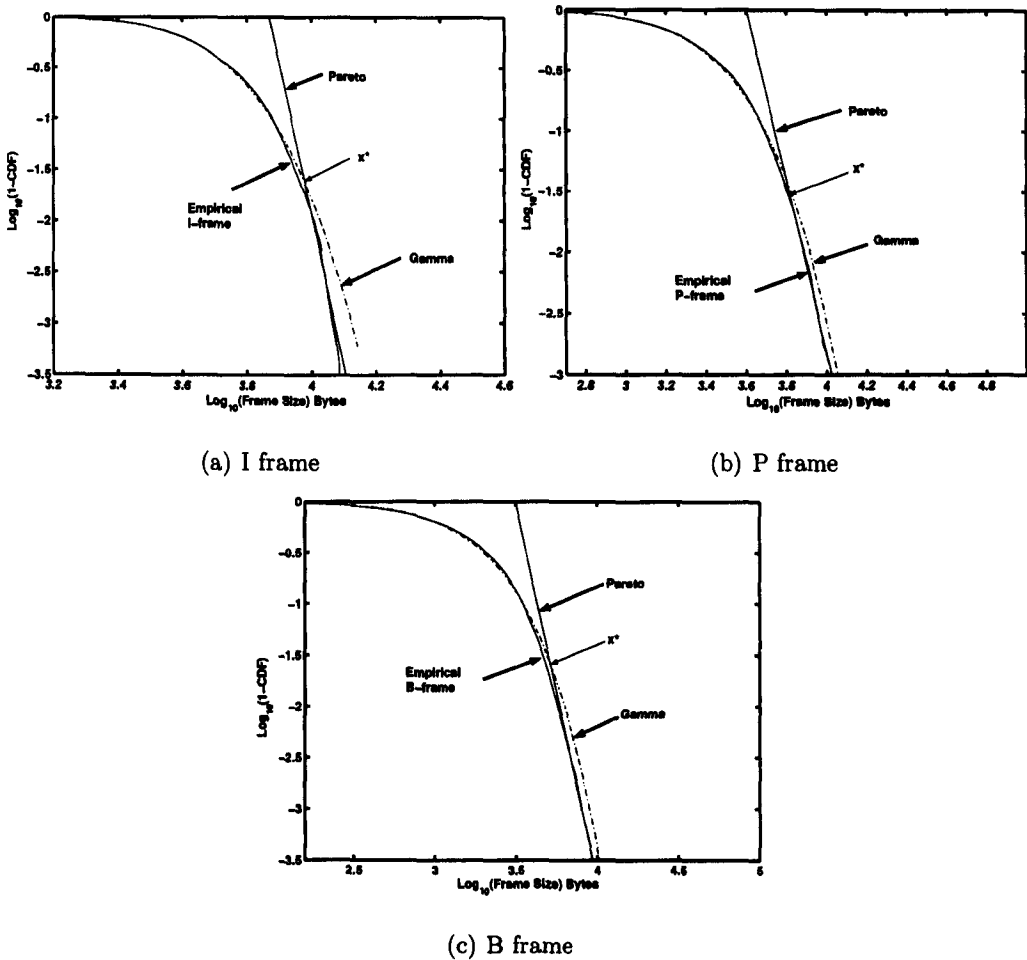 0
-0.5
-1
-1.5
-2
-2.5
-3
-3.5
Log10(1-CDF)
Pareto
X*
Empirical
I-frame
Gamma
3.2 3.4 3.6 3.8 4 4.2 4.4 4.6
Log10(Frame Size) Bytes
(a) I frame
0
-0.5
-1
-1.5
-2
-2.5
-3
Log10(1-CDF)
Pareto
X*
Gamma
Empirical
P-frame
2.8 3 3.2 3.4 3.6 3.8 4 4.2 4.4 4.6 4.8
Log10(Frame Size) Bytes
(b) P frame
0
-0.5
-1
-1.5
-2
-2.5
-3
-3.5
Log10(1-CDF)
Pareto
X*
Empirical
B-frame
Gamma
2.5 3 3.5 4 4.5 5
Log10(Frame Size) Bytes
(c) B frame